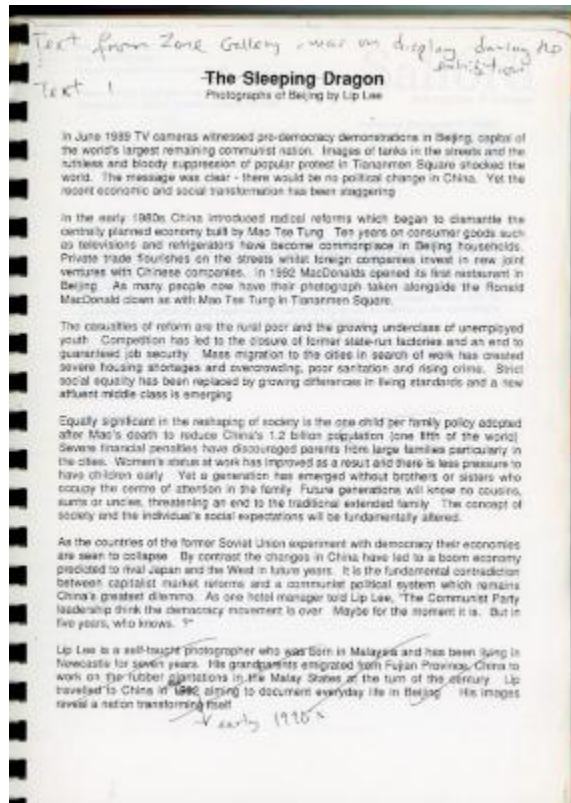 Text from Zone Gallery, was on display during the
exhibition
Text 1
The Sleeping Dragon
Photographs of Beijing by Lip Lee
In June 1989 TV cameras witnessed pro-democracy demonstrations in Beijing, capital of
the world's largest remaining communist nation. Images of tanks in the streets and the
ruthless and bloody suppression of popular protest in Tiananmen Square shocked the
world. The message was clear - there would be no political change in China. Yet the
recent economic and social transformation has been staggering
In the early 1980s China introduced radical reforms which began to dismantle the
centrally planned economy built by Mao Tse Tung. Ten years on consumer goods such
as televisions and refrigerators have become commonplace in Beijing households.
Private trade flourishes on the streets whilst foreign companies invest in new joint
ventures with Chinese companies. In 1992 MacDonalds opened its first restaurant in
Beijing. As many people now have their photograph taken alongside the Ronald
MacDonald clown as with Mao Tse Tung in Tiananmen Square.
The casualties of reform are the rural poor and the growing underclass of unemployed
youth. Competition has led to the closure of former state-run factories and an end to
guaranteed job security. Mass migration to the cities in search of work has created
severe housing shortages and overcrowding, poor sanitation and rising crime. Strict
social equality has been replaced by growing differences in living standards and a new
affluent middle class is emerging
Equally significant in the reshaping of society is the one child per family policy adopted
after Mao's death to reduce China's 1.2 billion population (one fifth of the world)
Severe financial penalties have discouraged parents from large families particularly in
the cities. Women's status at work has improved as a result and there is less pressure to
have children early. Yet a generation has emerged without brothers or sisters who
occupy the centre of attention in the family. Future generations will know no cousins,
aunts or uncles, threatening an end to the traditional extended family. The concept of
society and the individual's social expectations will be fundamentally altered.
As the countries of the former Soviet Union experiment with democracy their economies
are seen to collapse. By contrast the changes in China have led to a boom economy
predicted to rival Japan and the West in future years. It is the fundamental contradiction
between capitalist market reforms and a communist political system which remains
China's greatest dilemma. As one hotel manager told Lip Lee, "The Communist Party
leadership think the democracy movement is over. Maybe for the moment it is. But in
five years, who knows. ?"
Lip Lee is a self-taught photographer who was born in Malaysia and has been living in
Newcastle for seven years. His grandparents emigrated from Fujian Province, China to
work on the rubber plantations in the Malay States at the turn of the century. Lip
travelled to China in 1992 aiming to document everyday life in Beijing. His images
reveal a nation transforming itself
early 1990s